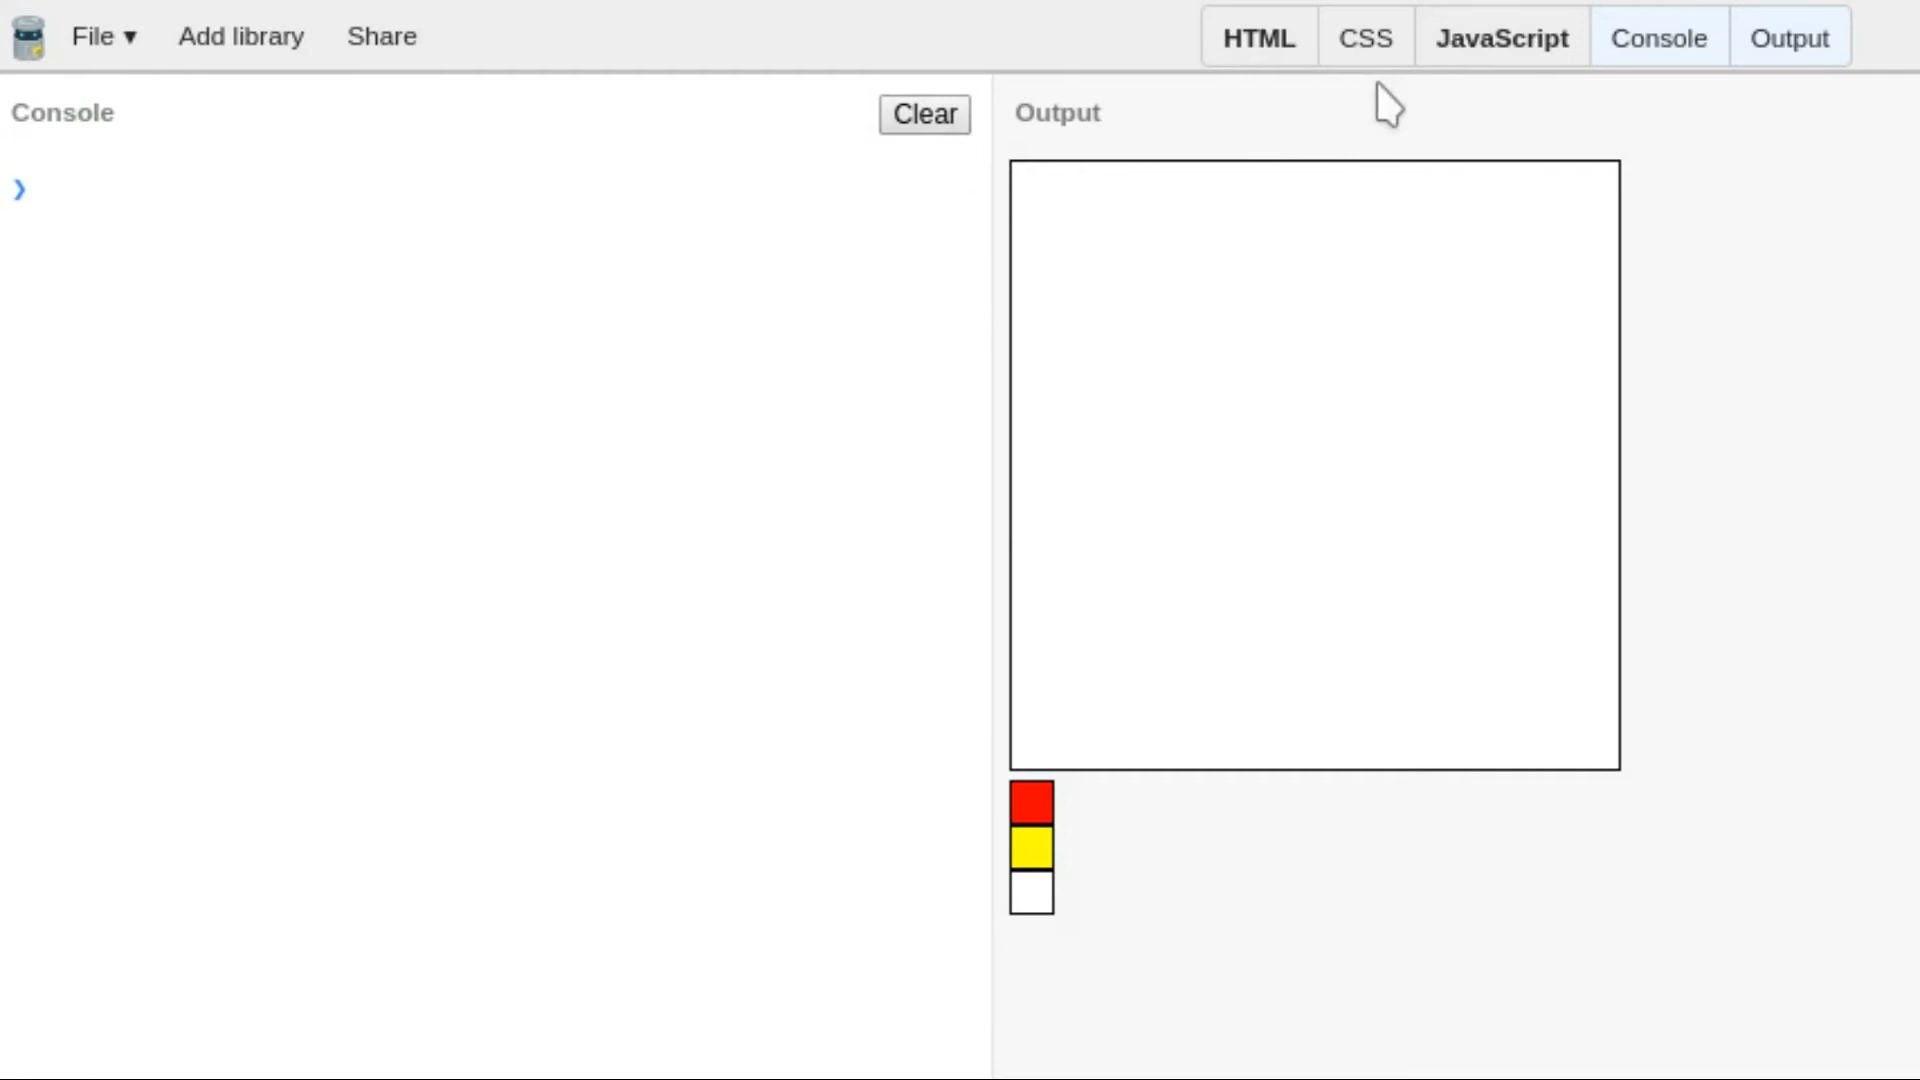 File ▾ Add library Share HTML CSS JavaScript Console Output
Console Clear Output
❯